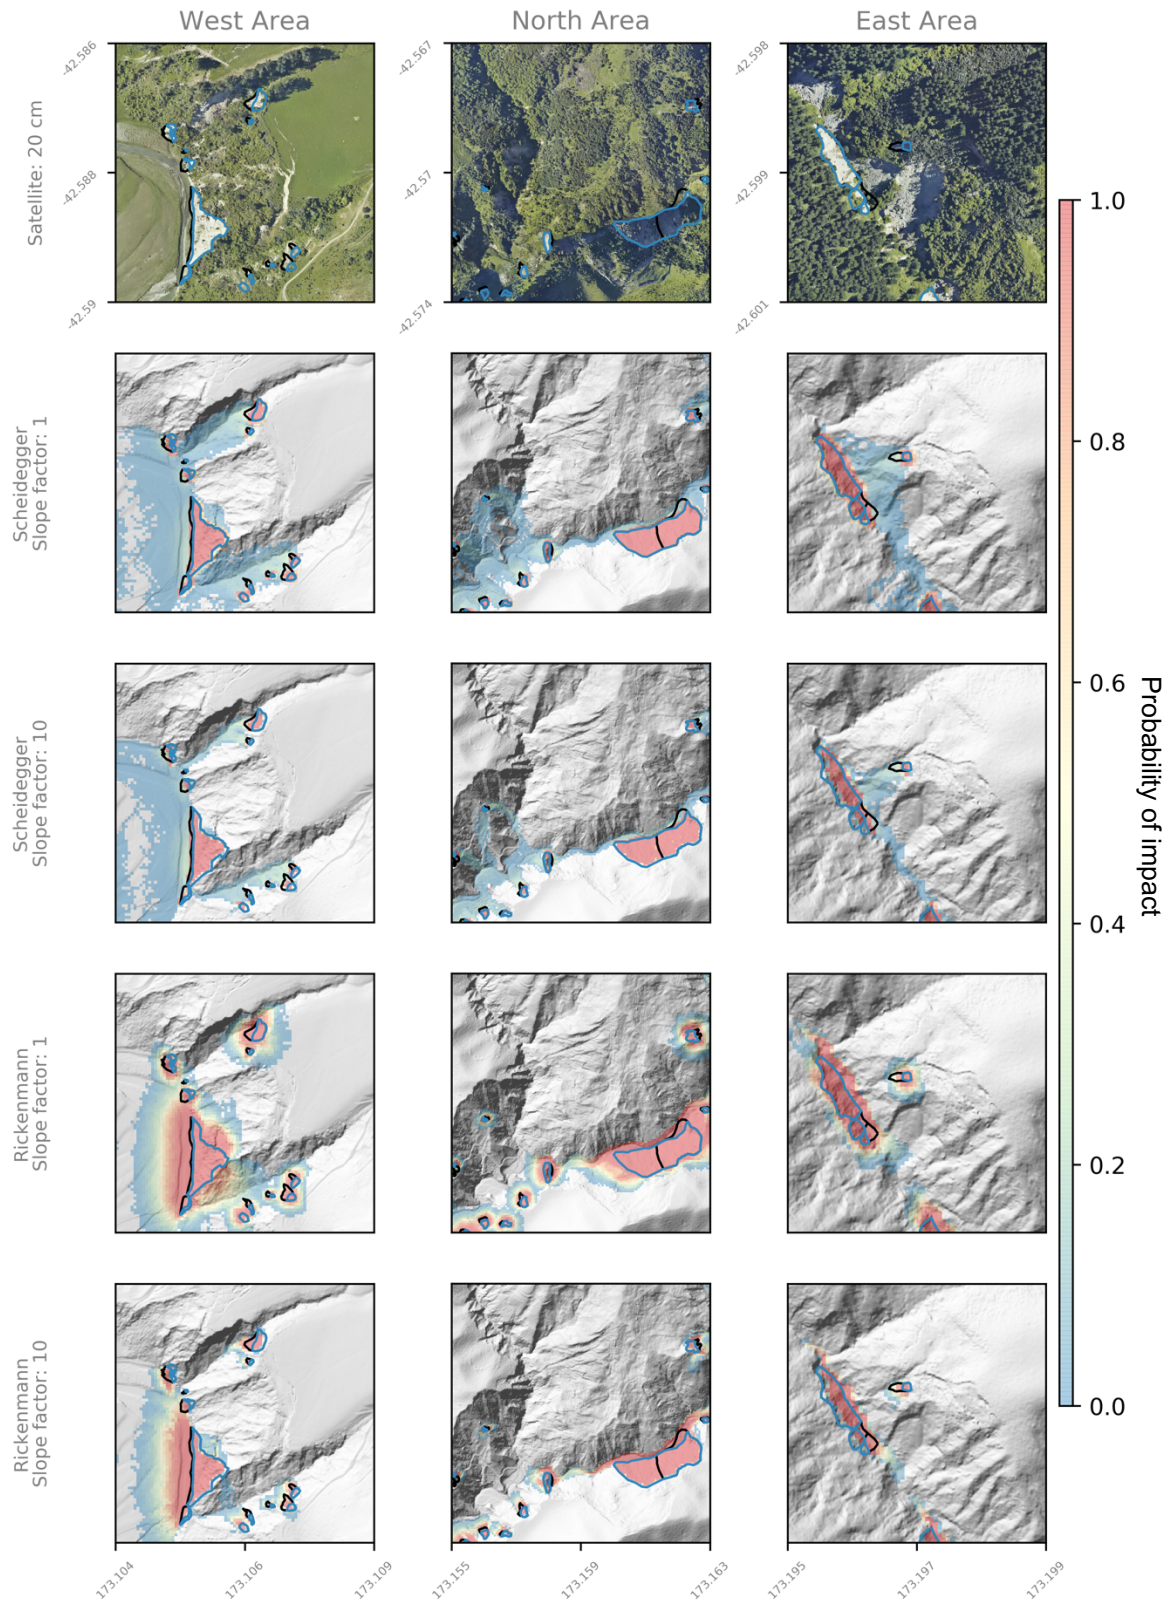 West Area
North Area
East Area
Satellite: 20 cm
-42.586
-42.588
-42.59
-42.567
-42.57
-42.574
-42.598
-42.599
-42.601
Scheidegger
Slope factor: 1
Scheidegger
Slope factor: 10
Rickenmann
Slope factor: 1
Rickenmann
Slope factor: 10
173.104
173.106
173.109
173.155
173.159
173.163
173.195
173.197
173.199
1.0
0.8
0.6
0.4
0.2
0.0
Probability of impact